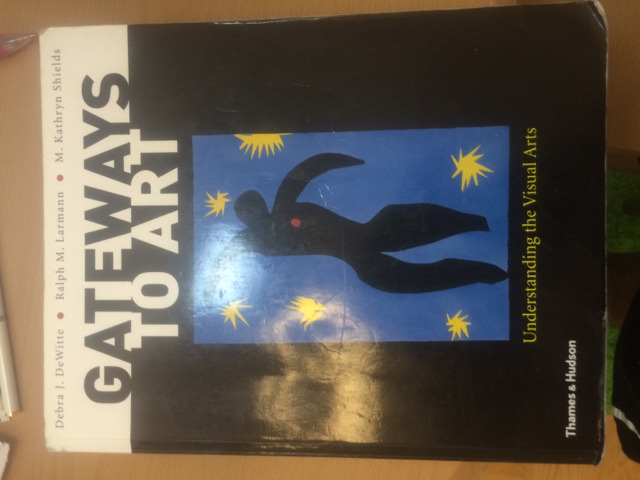 Debra J. DeWitte • Ralph M. Larmann • M. Kathryn Shields
GATEWAYS
TO ART
Understanding the Visual Arts
Thames & Hudson